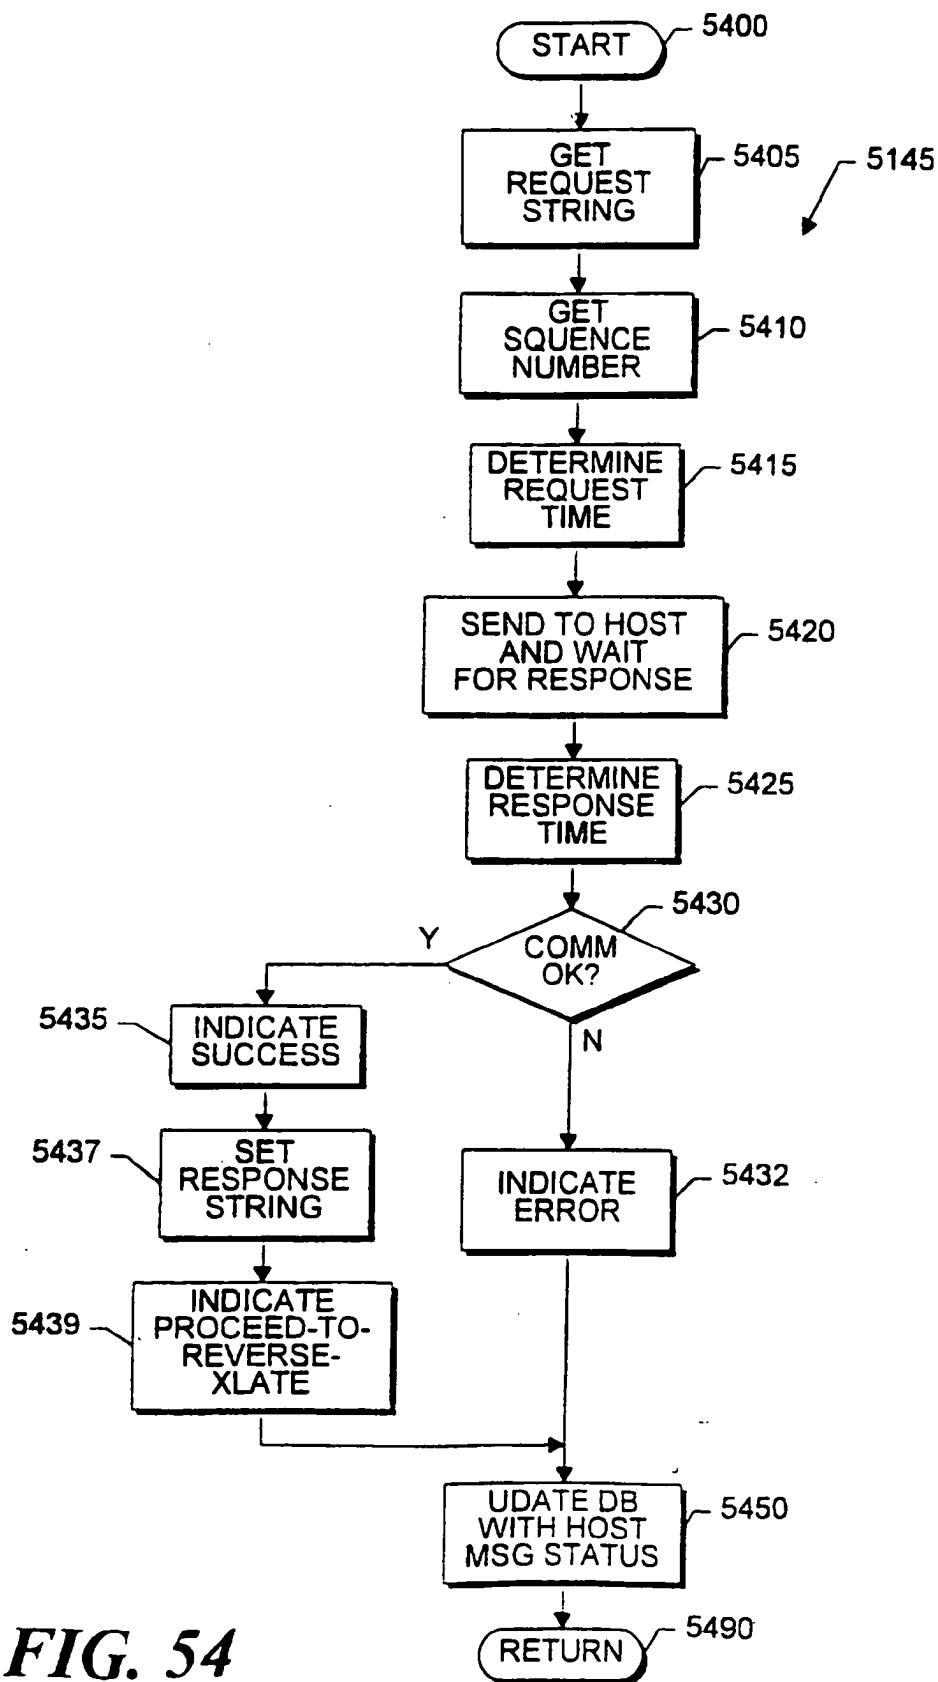 START
5400
GET
REQUEST
STRING
5405
5145
GET
SQUENCE
NUMBER
5410
DETERMINE
REQUEST
TIME
5415
SEND TO HOST
AND WAIT
FOR RESPONSE
5420
DETERMINE
RESPONSE
TIME
5425
COMM
OK?
5430
Y
N
5435
INDICATE
SUCCESS
5437
SET
RESPONSE
STRING
INDICATE
ERROR
5432
5439
INDICATE
PROCEED-TO-
REVERSE-
XLATE
UDATE DB
WITH HOST
MSG STATUS
5450
RETURN
5490
FIG. 54